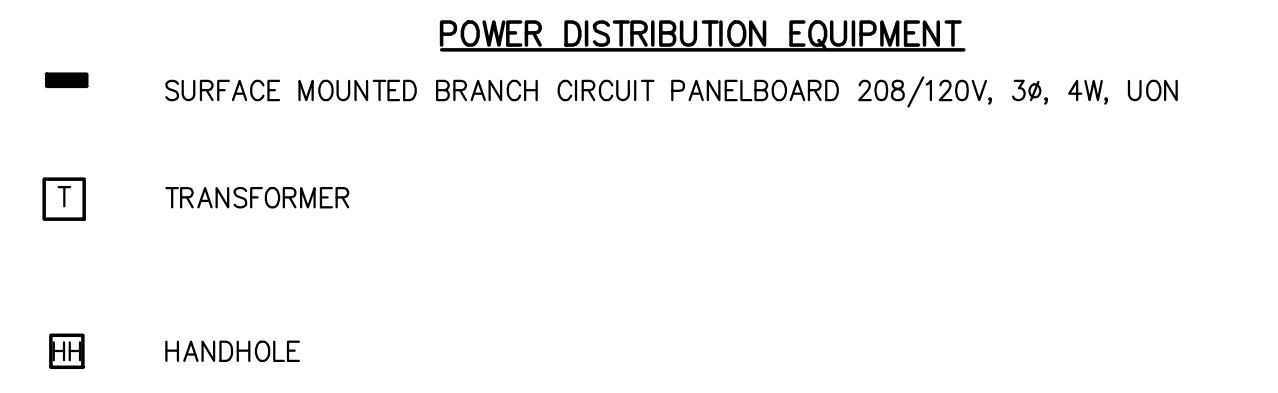 POWER DISTRIBUTION EQUIPMENT
SURFACE MOUNTED BRANCH CIRCUIT PANELBOARD 208/120V, 3ø, 4W, UON
T TRANSFORMER
HH HANDHOLE